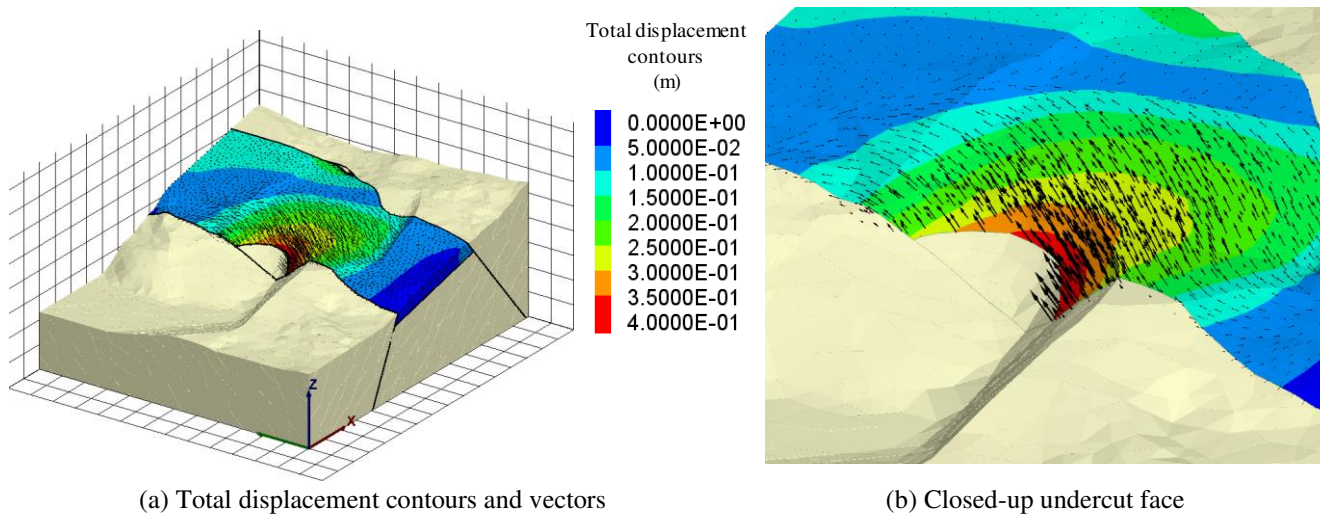 Total displacement
contours
(m)
0.0000E+00
5.0000E-02
1.0000E-01
1.5000E-01
2.0000E-01
2.5000E-01
3.0000E-01
3.5000E-01
4.0000E-01
Z
X
(a) Total displacement contours and vectors
(b) Closed-up undercut face